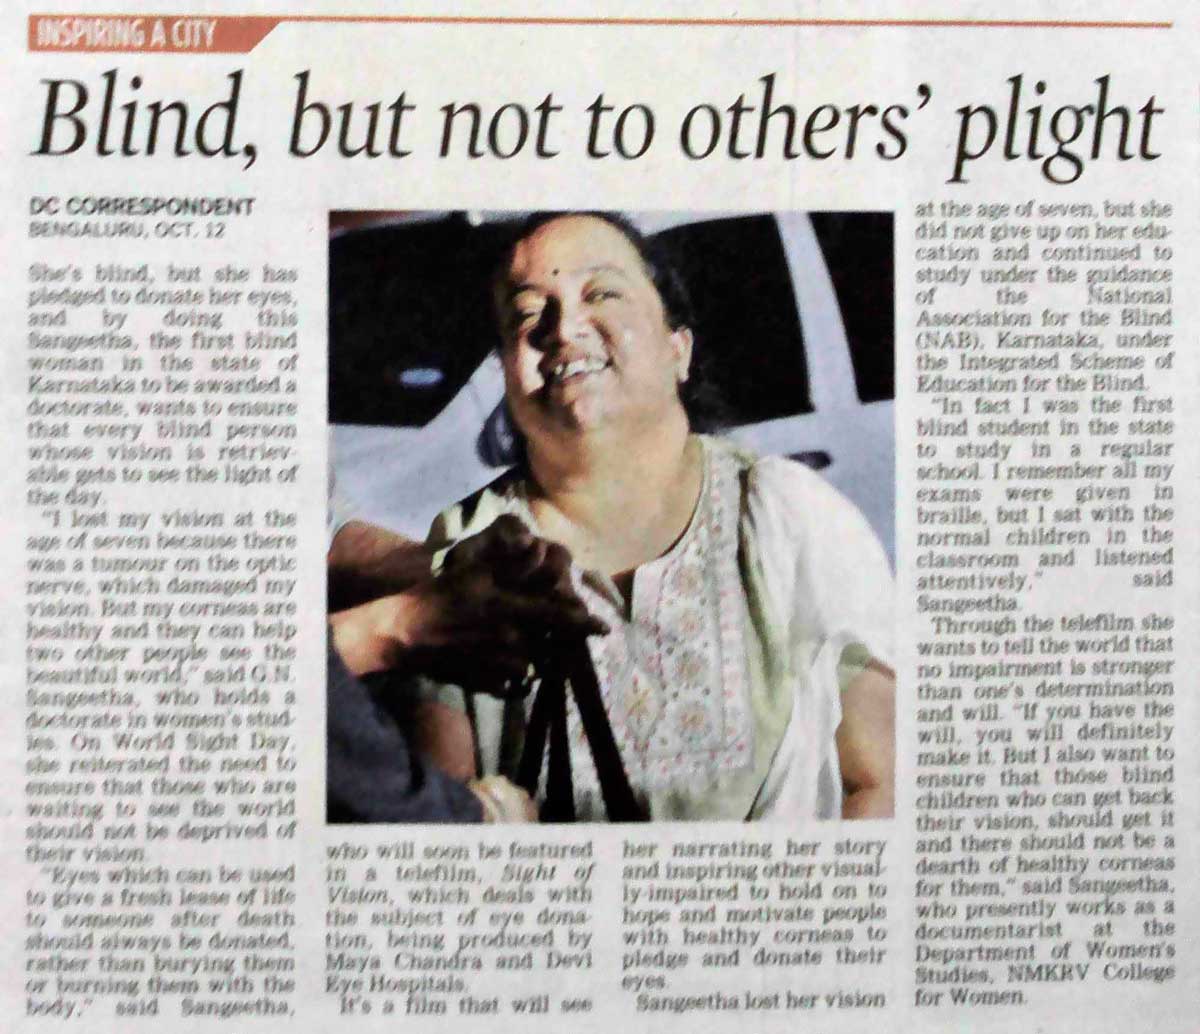 INSPIRING A CITY
Blind, but not to others’ plight
DC CORRESPONDENT
BENGALURU, OCT. 12
She’s blind, but she has
pledged to donate her eyes,
and by doing this
Sangeetha, the first blind
woman in the state of
Karnataka to be awarded a
doctorate, wants to ensure
that every blind person
whose vision is retriev-
able gets to see the light of
the day.
“I lost my vision at the
age of seven because there
was a tumour on the optic
nerve, which damaged my
vision. But my corneas are
healthy and they can help
two other people see the
beautiful world,” said G.N.
Sangeetha, who holds a
doctorate in women’s stud-
ies. On World Sight Day,
she reiterated the need to
ensure that those who are
waiting to see the world
should not be deprived of
their vision.
“Eyes which can be used
to give a fresh lease of life
to someone after death
should always be donated,
rather than burying them
or burning them with the
body,” said Sangeetha,
who will soon be featured
in a telefilm, Sight of
Vision, which deals with
the subject of eye dona-
tion, being produced by
Maya Chandra and Devi
Eye Hospitals.
It’s a film that will see
her narrating her story
and inspiring other visual-
ly-impaired to hold on to
hope and motivate people
with healthy corneas to
pledge and donate their
eyes.
Sangeetha lost her vision
at the age of seven, but she
did not give up on her edu-
cation and continued to
study under the guidance
of the National
Association for the Blind
(NAB), Karnataka, under
the Integrated Scheme of
Education for the Blind.
“In fact I was the first
blind student in the state
to study in a regular
school. I remember all my
exams were given in
braille, but I sat with the
normal children in the
classroom and listened
attentively,” said
Sangeetha.
Through the telefilm she
wants to tell the world that
no impairment is stronger
than one’s determination
and will. “If you have the
will, you will definitely
make it. But I also want to
ensure that those blind
children who can get back
their vision, should get it
and there should not be a
dearth of healthy corneas
for them,” said Sangeetha,
who presently works as a
documentarist at the
Department of Women’s
Studies, NMKRV College
for Women.